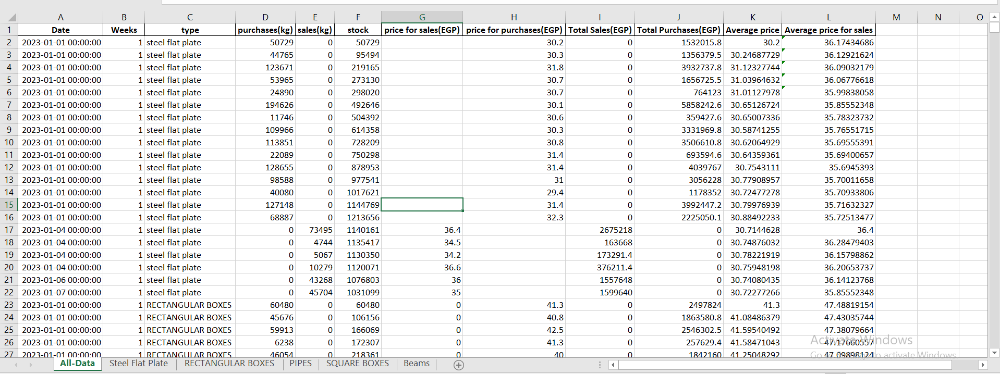 A B C D E F G H I J K L M N O
1 Date Weeks type purchases(kg) sales(kg) stock price for sales(EGP) price for purchases(EGP) Total Sales(EGP) Total Purchases(EGP) Average price Average price for sales
2 2023-01-01 00:00:00 1 steel flat plate 50729 0 50729 30.2 0 1532015.8 30.2 36.17434686
3 2023-01-01 00:00:00 1 steel flat plate 44765 0 95494 30.3 0 1356379.5 30.24687729 36.12921624
4 2023-01-01 00:00:00 1 steel flat plate 123671 0 219165 31.8 0 3932737.8 31.12327744 36.09032179
5 2023-01-01 00:00:00 1 steel flat plate 53965 0 273130 30.7 0 1656725.5 31.03964632 36.06776618
6 2023-01-01 00:00:00 1 steel flat plate 24890 0 298020 30.7 0 764123 31.01127978 35.99838058
7 2023-01-01 00:00:00 1 steel flat plate 194626 0 492646 30.1 0 5858242.6 30.65126724 35.85552348
8 2023-01-01 00:00:00 1 steel flat plate 11746 0 504392 30.6 0 359427.6 30.65007336 35.78323732
9 2023-01-01 00:00:00 1 steel flat plate 109966 0 614358 30.3 0 3331969.8 30.58741255 35.76551715
10 2023-01-01 00:00:00 1 steel flat plate 113851 0 728209 30.8 0 3506610.8 30.62064929 35.69555391
11 2023-01-01 00:00:00 1 steel flat plate 22089 0 750298 31.4 0 693594.6 30.64359361 35.69400657
12 2023-01-01 00:00:00 1 steel flat plate 128655 0 878953 31.4 0 4039767 30.7543111 35.6945393
13 2023-01-01 00:00:00 1 steel flat plate 98588 0 977541 31 0 3056228 30.77908957 35.70011658
14 2023-01-01 00:00:00 1 steel flat plate 40080 0 1017621 29.4 0 1178352 30.72477278 35.70933806
15 2023-01-01 00:00:00 1 steel flat plate 127148 0 1144769 31.4 0 3992447.2 30.79976939 35.71632327
16 2023-01-01 00:00:00 1 steel flat plate 68887 0 1213656 32.3 0 2225050.1 30.88492233 35.72513477
17 2023-01-04 00:00:00 1 steel flat plate 0 73495 1140161 36.4 2675218 0 30.7144628 36.4
18 2023-01-04 00:00:00 1 steel flat plate 0 4744 1135417 34.5 163668 0 30.74876032 36.28479403
19 2023-01-04 00:00:00 1 steel flat plate 0 5067 1130350 34.2 173291.4 0 30.78221919 36.15798862
20 2023-01-04 00:00:00 1 steel flat plate 0 10279 1120071 36.6 376211.4 0 30.75948198 36.20653737
21 2023-01-06 00:00:00 1 steel flat plate 0 43268 1076803 36 1557648 0 30.74080435 36.14123768
22 2023-01-07 00:00:00 1 steel flat plate 0 45704 1031099 35 1599640 0 30.72277266 35.85552348
23 2023-01-01 00:00:00 1 RECTANGULAR BOXES 60480 0 60480 0 41.3 0 2497824 41.3 47.48819154
24 2023-01-01 00:00:00 1 RECTANGULAR BOXES 45676 0 106156 0 40.8 0 1863580.8 41.08486379 47.43035744
25 2023-01-01 00:00:00 1 RECTANGULAR BOXES 59913 0 166069 0 42.5 0 2546302.5 41.59540492 47.38079664
26 2023-01-01 00:00:00 1 RECTANGULAR BOXES 6238 0 172307 0 41.3 0 257629.4 41.58471043 47.17660557
27 2023-01-01 00:00:00 1 RECTANGULAR BOXES 46054 0 218361 0 40 0 1842160 41.25048292 47.09898124
Activate Windows
Go to Settings to activate Windows.
All-Data Steel Flat Plate RECTANGULAR BOXES PIPES SQUARE BOXES Beams